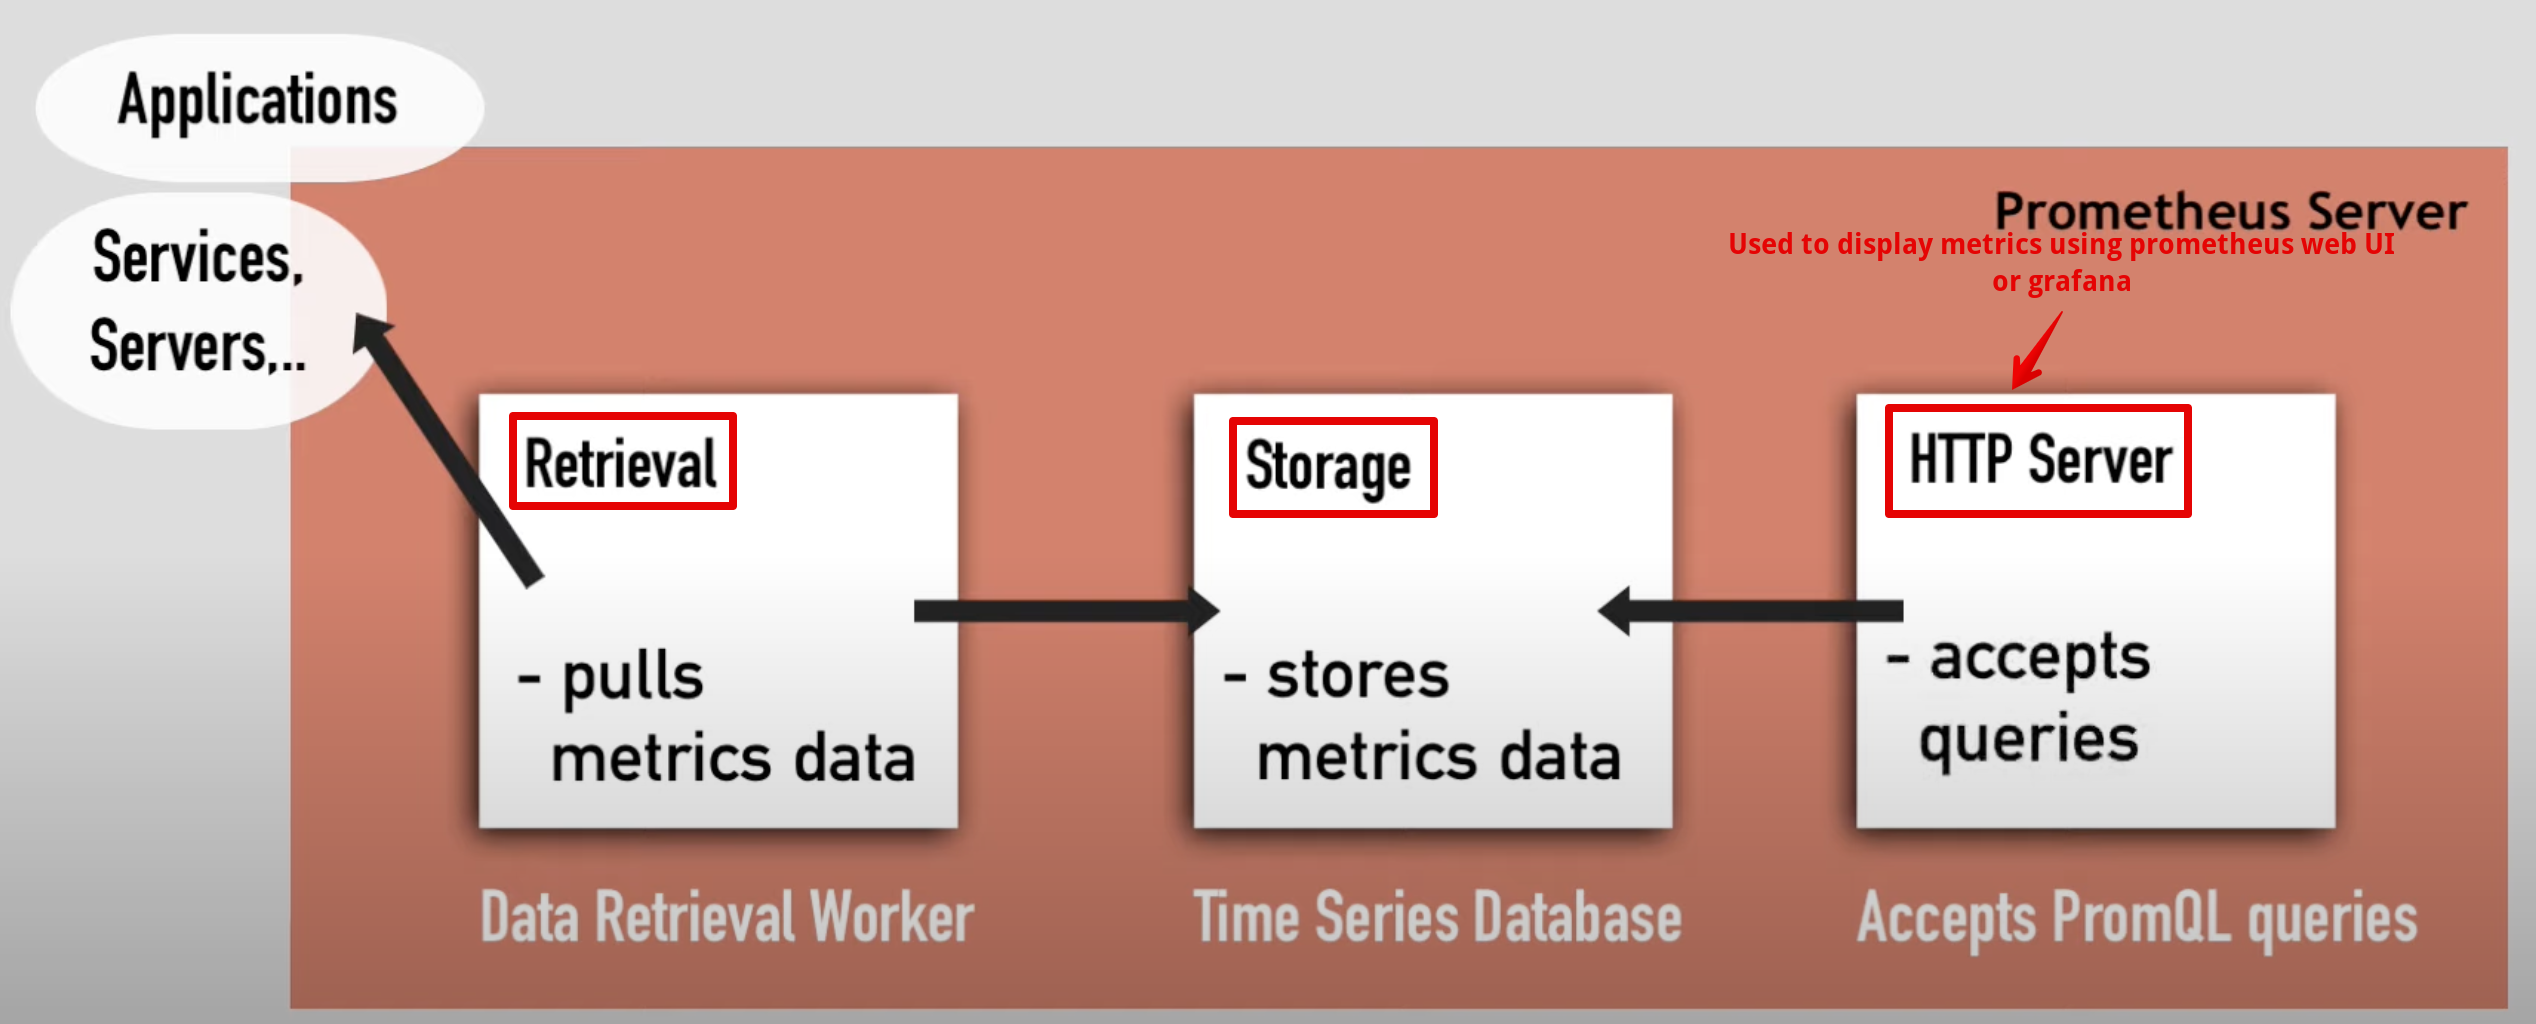 Applications
Services,
Servers,..
Prometheus Server
Used to display metrics using prometheus web UI
or grafana
Retrieval
- pulls
metrics data
Data Retrieval Worker
Storage
- stores
metrics data
Time Series Database
HTTP Server
- accepts
queries
Accepts PromQL queries